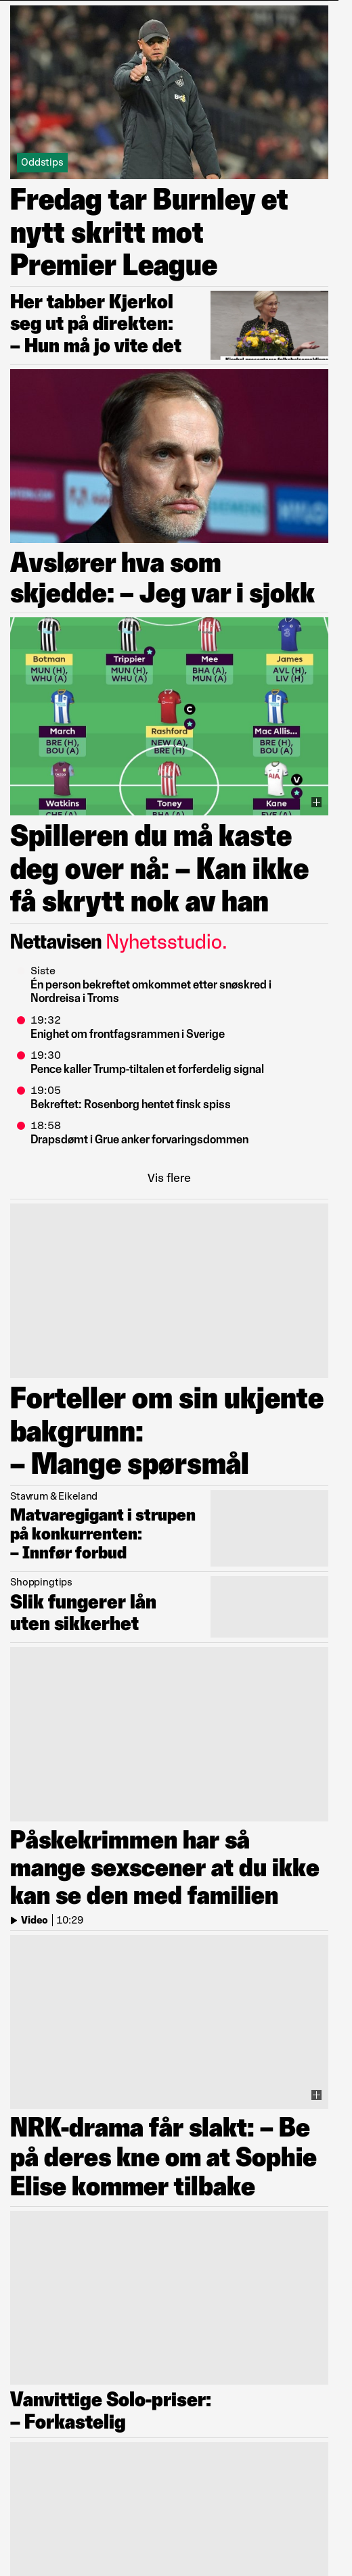 Oddstips
Fredag tar Burnley et
nytt skritt mot
Premier League
Her tabber Kjerkol
seg ut på direkten:
– Hun må jo vite det
Avslører hva som
skjedde: – Jeg var i sjokk
Botman
MUN (H),
WHU (A)
Trippier
MUN (H),
WHU (A)
Mee
BHA (A),
MUN (A)
James
AVL (H),
LIV (H)
March
BRE (H),
BOU (A)
C
Rashford
NEW (A),
BRE (H)
Mac Allis...
BRE (H),
BOU (A)
Watkins
CHE (A)
Toney
BHA (A)
V
Kane
EVE (A)
Spilleren du må kaste
deg over nå: – Kan ikke
få skrytt nok av han
Nettavisen Nyhetsstudio.
Siste
Én person bekreftet omkommet etter snøskred i
Nordreisa i Troms
19:32
Enighet om frontfagsrammen i Sverige
19:30
Pence kaller Trump-tiltalen et forferdelig signal
19:05
Bekreftet: Rosenborg hentet finsk spiss
18:58
Drapsdømt i Grue anker forvaringsdommen
Vis flere
Forteller om sin ukjente
bakgrunn:
– Mange spørsmål
Stavrum & Eikeland
Matvaregigant i strupen
på konkurrenten:
– Innfør forbud
Shoppingtips
Slik fungerer lån
uten sikkerhet
Påskekrimmen har så
mange sexscener at du ikke
kan se den med familien
Video | 10:29
NRK-drama får slakt: – Be
på deres kne om at Sophie
Elise kommer tilbake
Vanvittige Solo-priser:
– Forkastelig